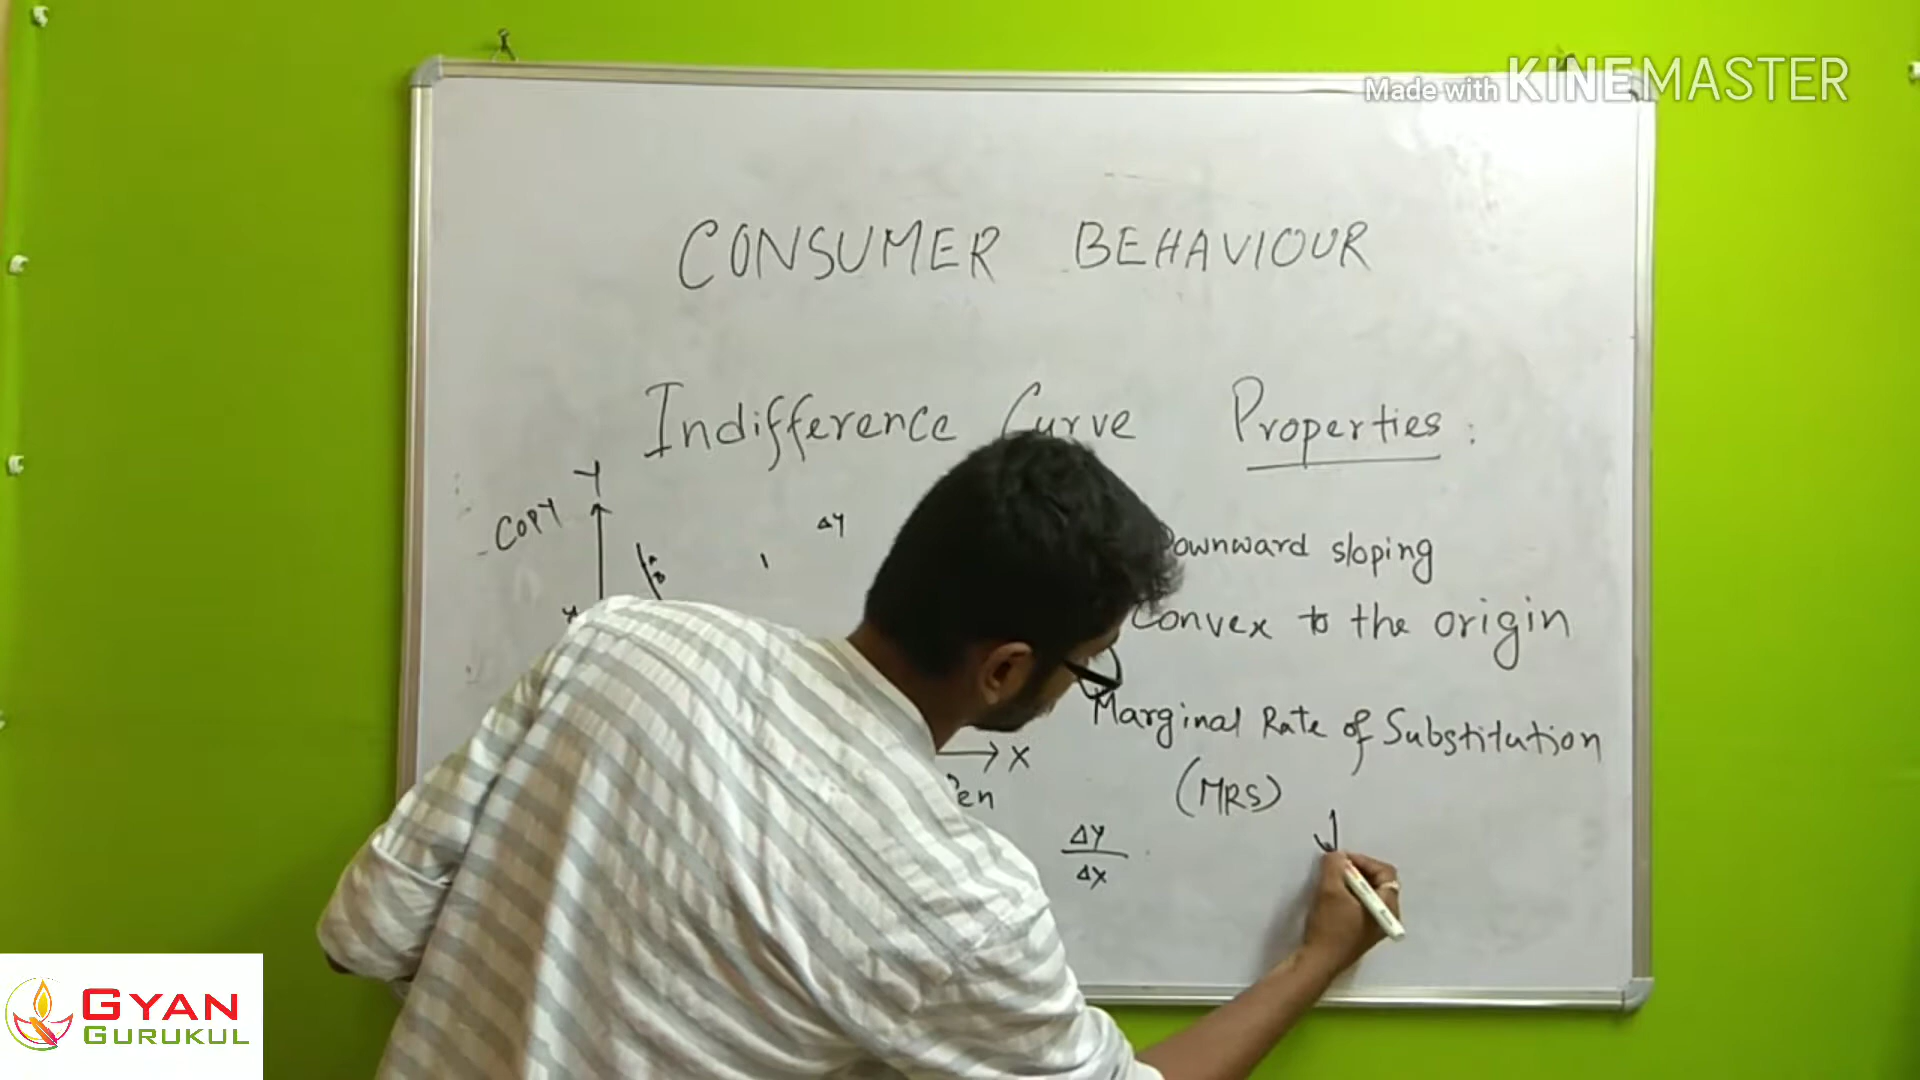 Made with KINEMASTER
CONSUMER BEHAVIOUR
Indifference Curve Properties:
Y
COPY
ΔY
Downward sloping
Convex to the origin
Marginal Rate of Substitution
X
(MRS)
ΔY
ΔX
GYAN
GURUKUL